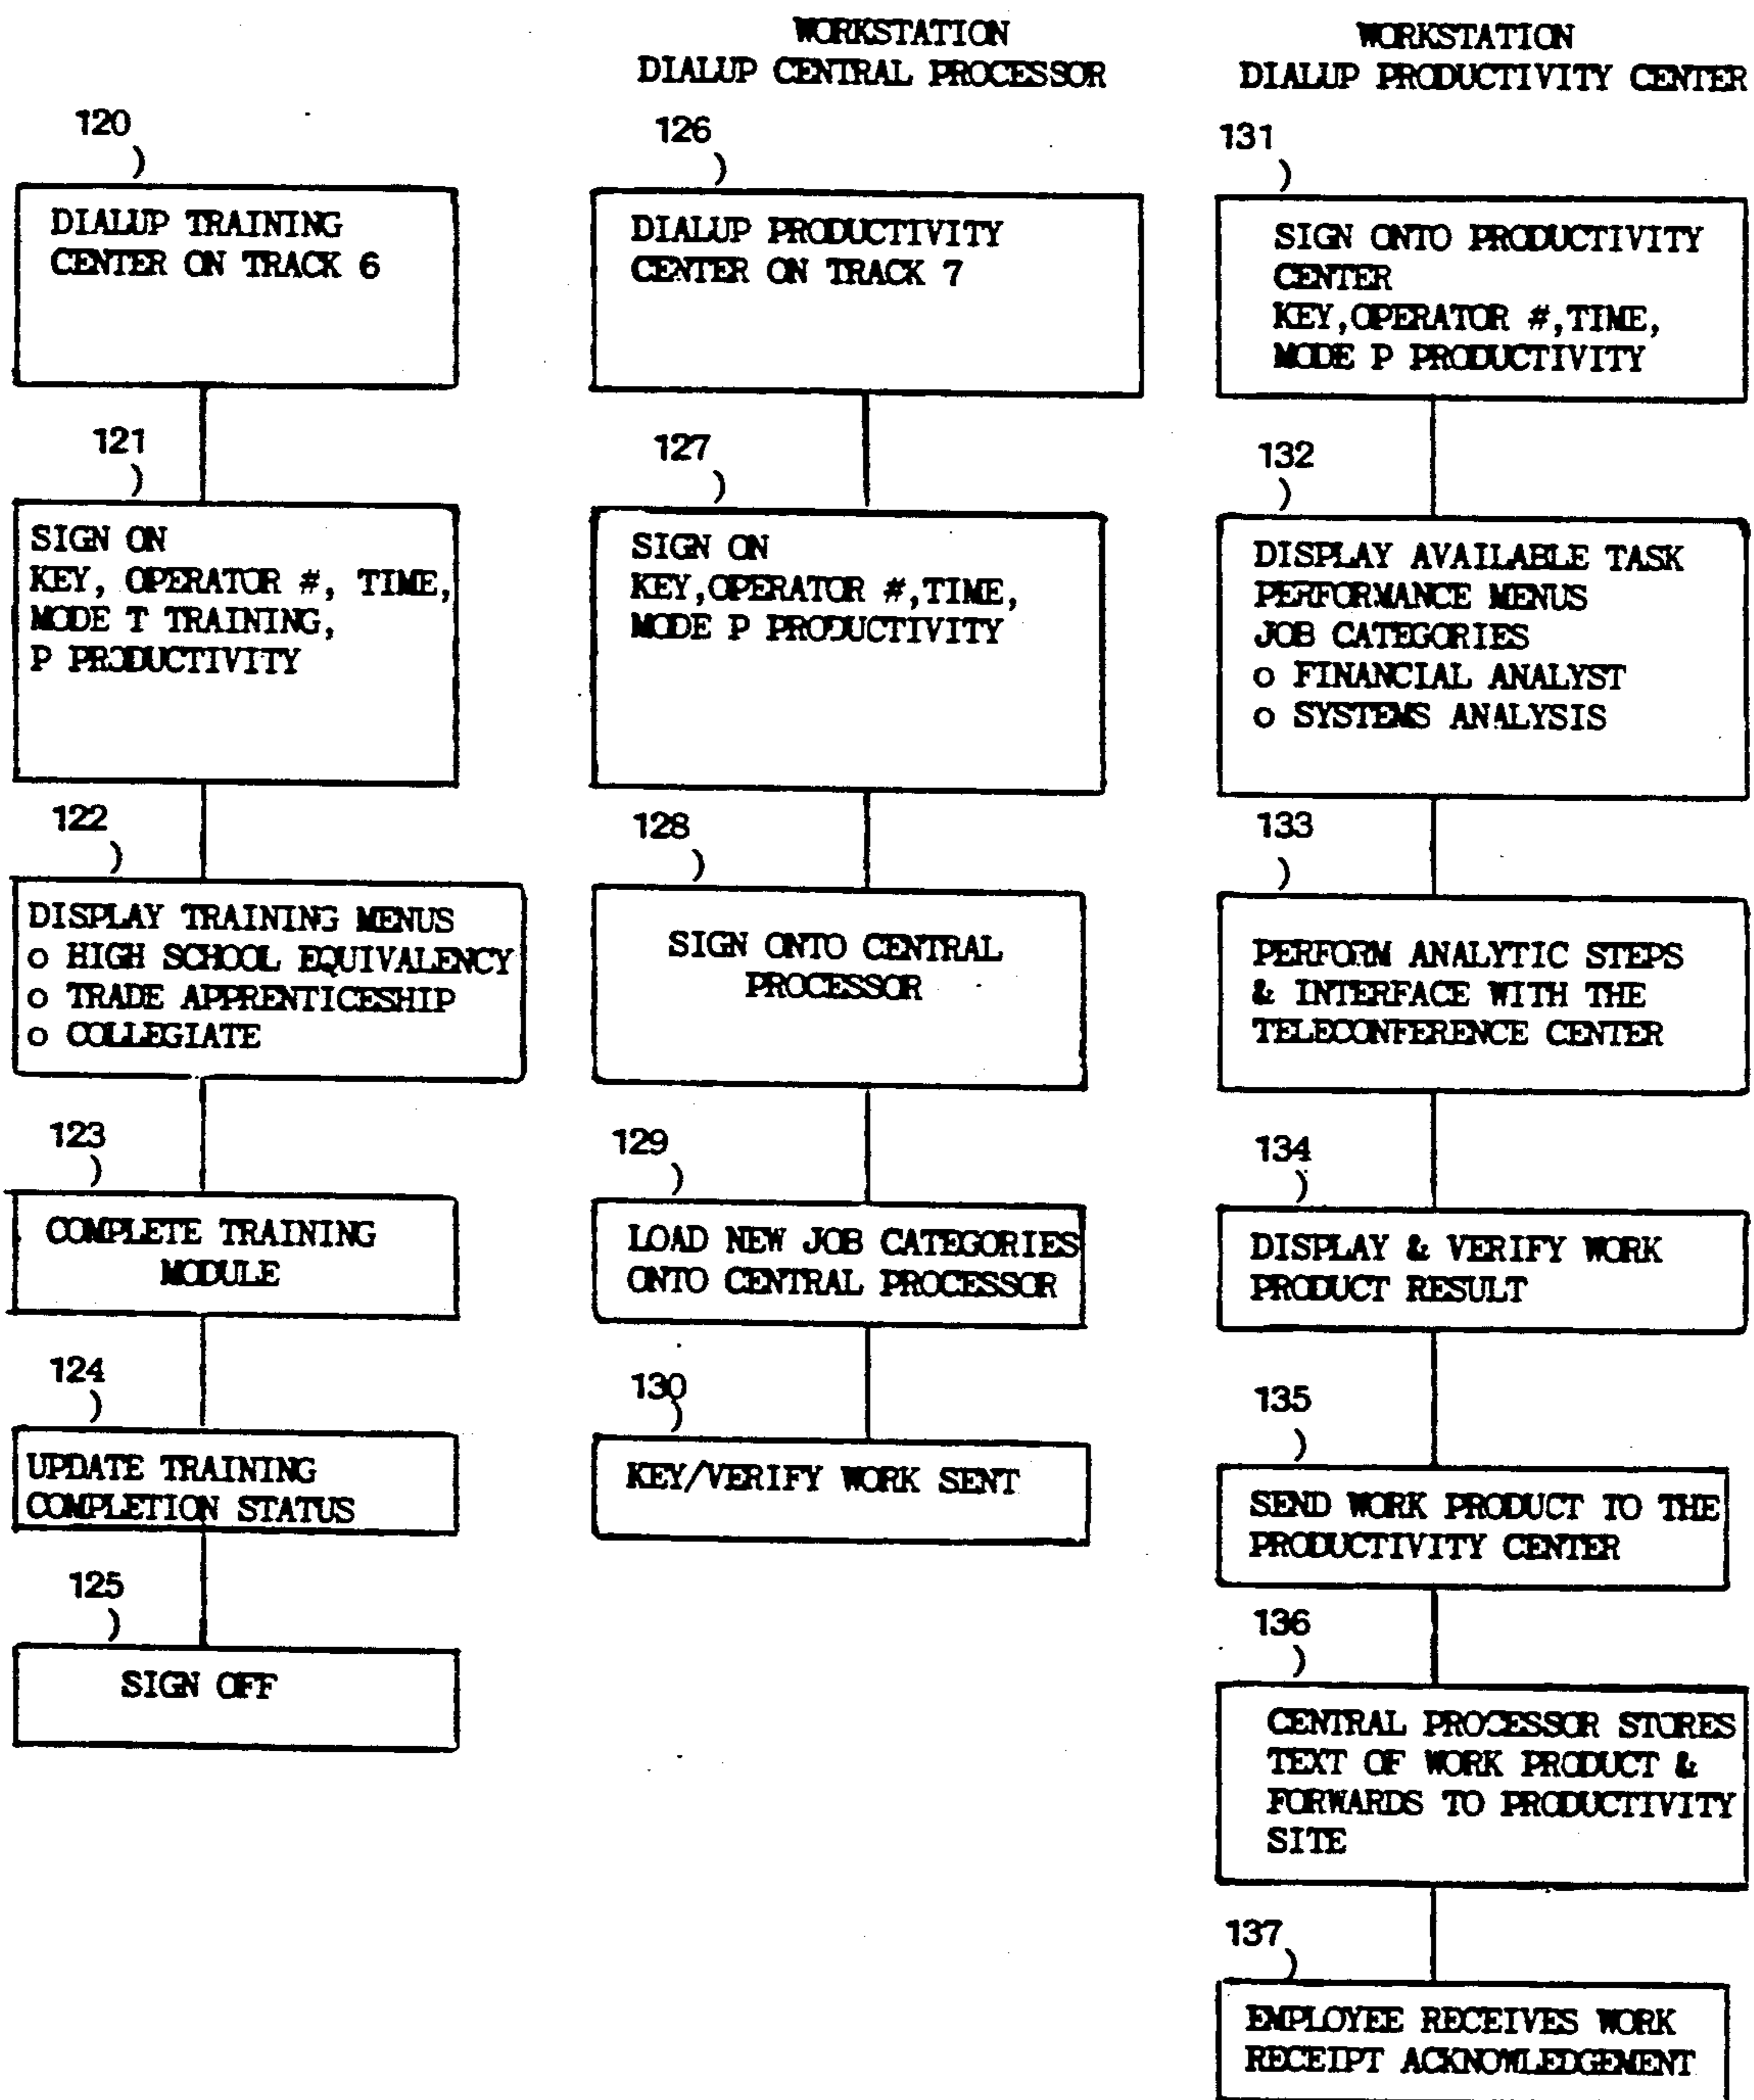 120
)
DIALUP TRAINING
CENTER ON TRACK 6
121
)
SIGN ON
KEY, OPERATOR #, TIME,
MODE T TRAINING,
P PRODUCTIVITY
122
)
DISPLAY TRAINING MENUS
o HIGH SCHOOL EQUIVALENCY
o TRADE APPRENTICESHIP
o COLLEGIATE
123
)
COMPLETE TRAINING
MODULE
124
)
UPDATE TRAINING
COMPLETION STATUS
125
)
SIGN OFF
WORKSTATION
DIALUP CENTRAL PROCESSOR
126
)
DIALUP PRODUCTIVITY
CENTER ON TRACK 7
127
)
SIGN ON
KEY,OPERATOR #,TIME,
MODE P PRODUCTIVITY
128
)
SIGN ONTO CENTRAL
PROCESSOR
129
)
LOAD NEW JOB CATEGORIES
ONTO CENTRAL PROCESSOR
130
)
KEY/VERIFY WORK SENT
WORKSTATION
DIALUP PRODUCTIVITY CENTER
131
)
SIGN ONTO PRODUCTIVITY
CENTER
KEY,OPERATOR #,TIME,
MODE P PRODUCTIVITY
132
)
DISPLAY AVAILABLE TASK
PERFORMANCE MENUS
JOB CATEGORIES
o FINANCIAL ANALYST
o SYSTEMS ANALYSIS
133
)
PERFORM ANALYTIC STEPS
& INTERFACE WITH THE
TELECONFERENCE CENTER
134
)
DISPLAY & VERIFY WORK
PRODUCT RESULT
135
)
SEND WORK PRODUCT TO THE
PRODUCTIVITY CENTER
136
)
CENTRAL PROCESSOR STORES
TEXT OF WORK PRODUCT &
FORWARDS TO PRODUCTIVITY
SITE
137
)
EMPLOYEE RECEIVES WORK
RECEIPT ACKNOWLEDGEMENT